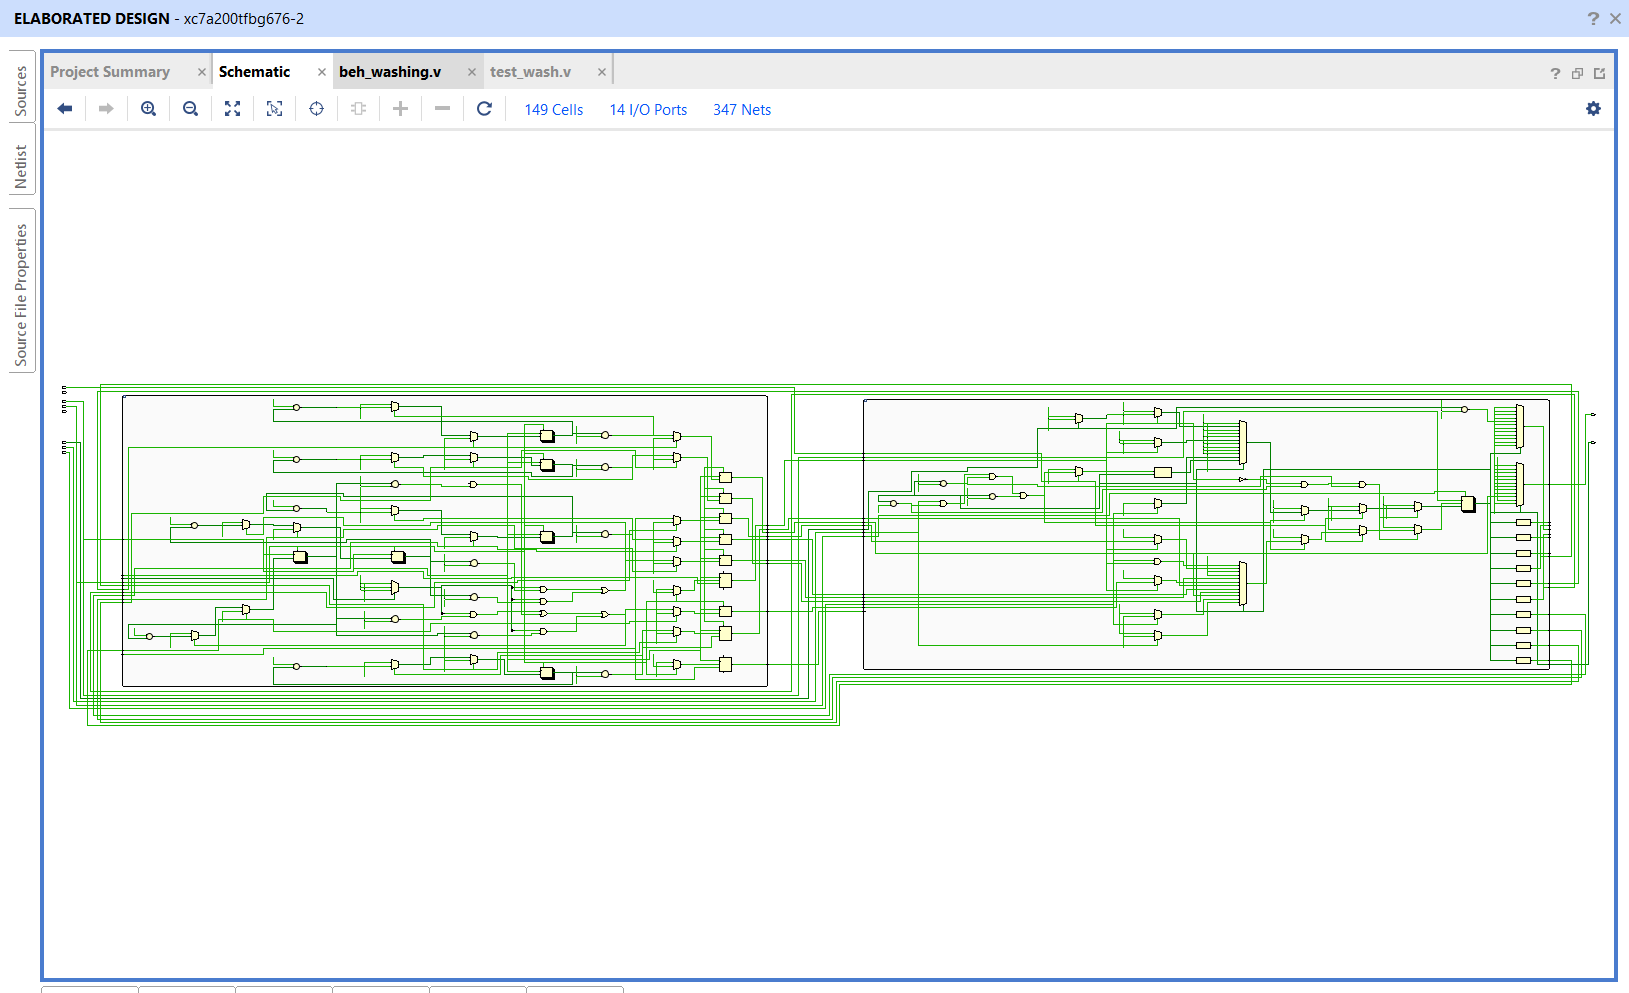 ELABORATED DESIGN - xc7a200tfbg676-2
Sources
Netlist
Source File Properties
Project Summary
Schematic
beh_washing.v
test_wash.v
149 Cells
14 I/O Ports
347 Nets